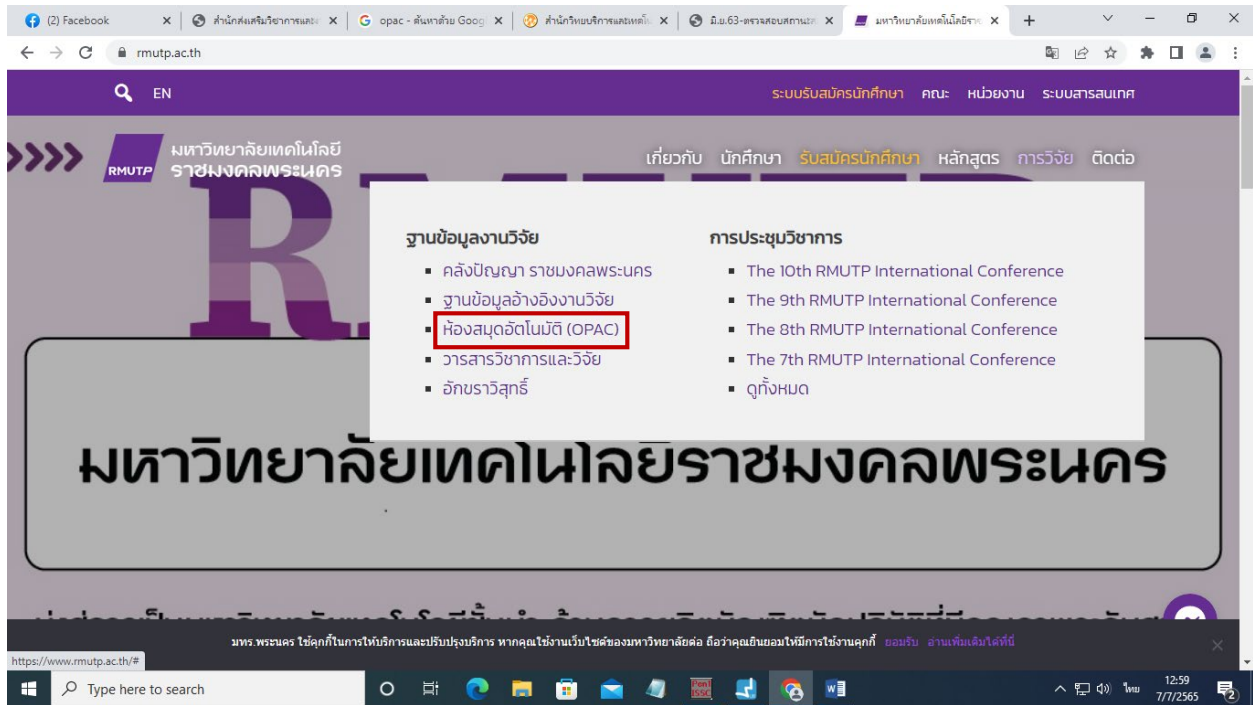 (2) Facebook
สำนักส่งเสริมวิชาการและ
opac - ค้นหาด้วย Goog
สำนักวิทยบริการและเทคโน
มิ.ย.63-ตรวจสอบสถานะ
มหาวิทยาลัยเทคโนโลยีราช
rmutp.ac.th
EN
ระบบรับสมัครนักศึกษา คณะ หน่วยงาน ระบบสารสนเทศ
RMUTP
มหาวิทยาลัยเทคโนโลยี
ราชมงคลพระนคร
เกี่ยวกับ นักศึกษา รับสมัครนักศึกษา หลักสูตร การวิจัย ติดต่อ
ฐานข้อมูลงานวิจัย
คลังปัญญา ราชมงคลพระนคร
ฐานข้อมูลอ้างอิงงานวิจัย
ห้องสมุดอัตโนมัติ (OPAC)
วารสารวิชาการและวิจัย
อักขราวิสุทธิ์
การประชุมวิชาการ
The 10th RMUTP International Conference
The 9th RMUTP International Conference
The 8th RMUTP International Conference
The 7th RMUTP International Conference
ดูทั้งหมด
มหาวิทยาลัยเทคโนโลยีราชมงคลพระนคร
มทร.พระนคร ใช้คุกกี้ในการให้บริการและปรับปรุงบริการ หากคุณใช้งานเว็บไซต์ของมหาวิทยาลัยต่อ ถือว่าคุณยินยอมให้มีการใช้งานคุกกี้ ยอมรับ อ่านเพิ่มเติมได้ที่นี่
https://www.rmutp.ac.th/#
Type here to search
ไทย
12:59
7/7/2565
2